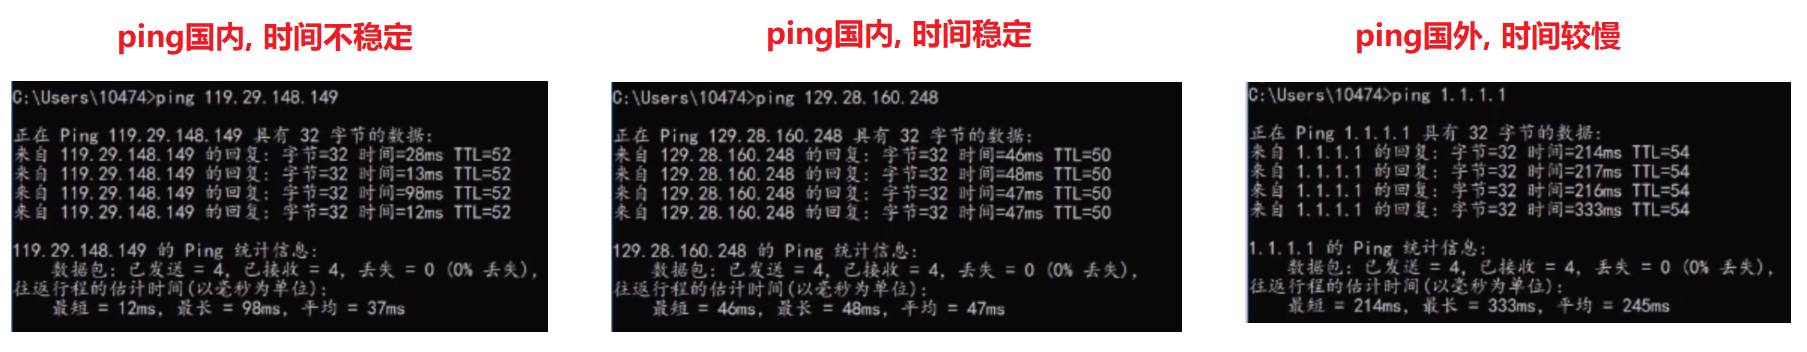 ping国内, 时间不稳定
C:\Users\10474>ping 119.29.148.149
正在 Ping 119.29.148.149 具有 32 字节的数据:
来自 119.29.148.149 的回复: 字节=32 时间=28ms TTL=52
来自 119.29.148.149 的回复: 字节=32 时间=13ms TTL=52
来自 119.29.148.149 的回复: 字节=32 时间=98ms TTL=52
来自 119.29.148.149 的回复: 字节=32 时间=12ms TTL=52
119.29.148.149 的 Ping 统计信息:
数据包: 已发送 = 4, 已接收 = 4, 丢失 = 0 (0% 丢失),
往返行程的估计时间(以毫秒为单位):
最短 = 12ms, 最长 = 98ms, 平均 = 37ms
ping国内, 时间稳定
C:\Users\10474>ping 129.28.160.248
正在 Ping 129.28.160.248 具有 32 字节的数据:
来自 129.28.160.248 的回复: 字节=32 时间=46ms TTL=50
来自 129.28.160.248 的回复: 字节=32 时间=48ms TTL=50
来自 129.28.160.248 的回复: 字节=32 时间=47ms TTL=50
来自 129.28.160.248 的回复: 字节=32 时间=47ms TTL=50
129.28.160.248 的 Ping 统计信息:
数据包: 已发送 = 4, 已接收 = 4, 丢失 = 0 (0% 丢失),
往返行程的估计时间(以毫秒为单位):
最短 = 46ms, 最长 = 48ms, 平均 = 47ms
ping国外, 时间较慢
C:\Users\10474>ping 1.1.1.1
正在 Ping 1.1.1.1 具有 32 字节的数据:
来自 1.1.1.1 的回复: 字节=32 时间=214ms TTL=54
来自 1.1.1.1 的回复: 字节=32 时间=217ms TTL=54
来自 1.1.1.1 的回复: 字节=32 时间=216ms TTL=54
来自 1.1.1.1 的回复: 字节=32 时间=333ms TTL=54
1.1.1.1 的 Ping 统计信息:
数据包: 已发送 = 4, 已接收 = 4, 丢失 = 0 (0% 丢失),
往返行程的估计时间(以毫秒为单位):
最短 = 214ms, 最长 = 333ms, 平均 = 245ms